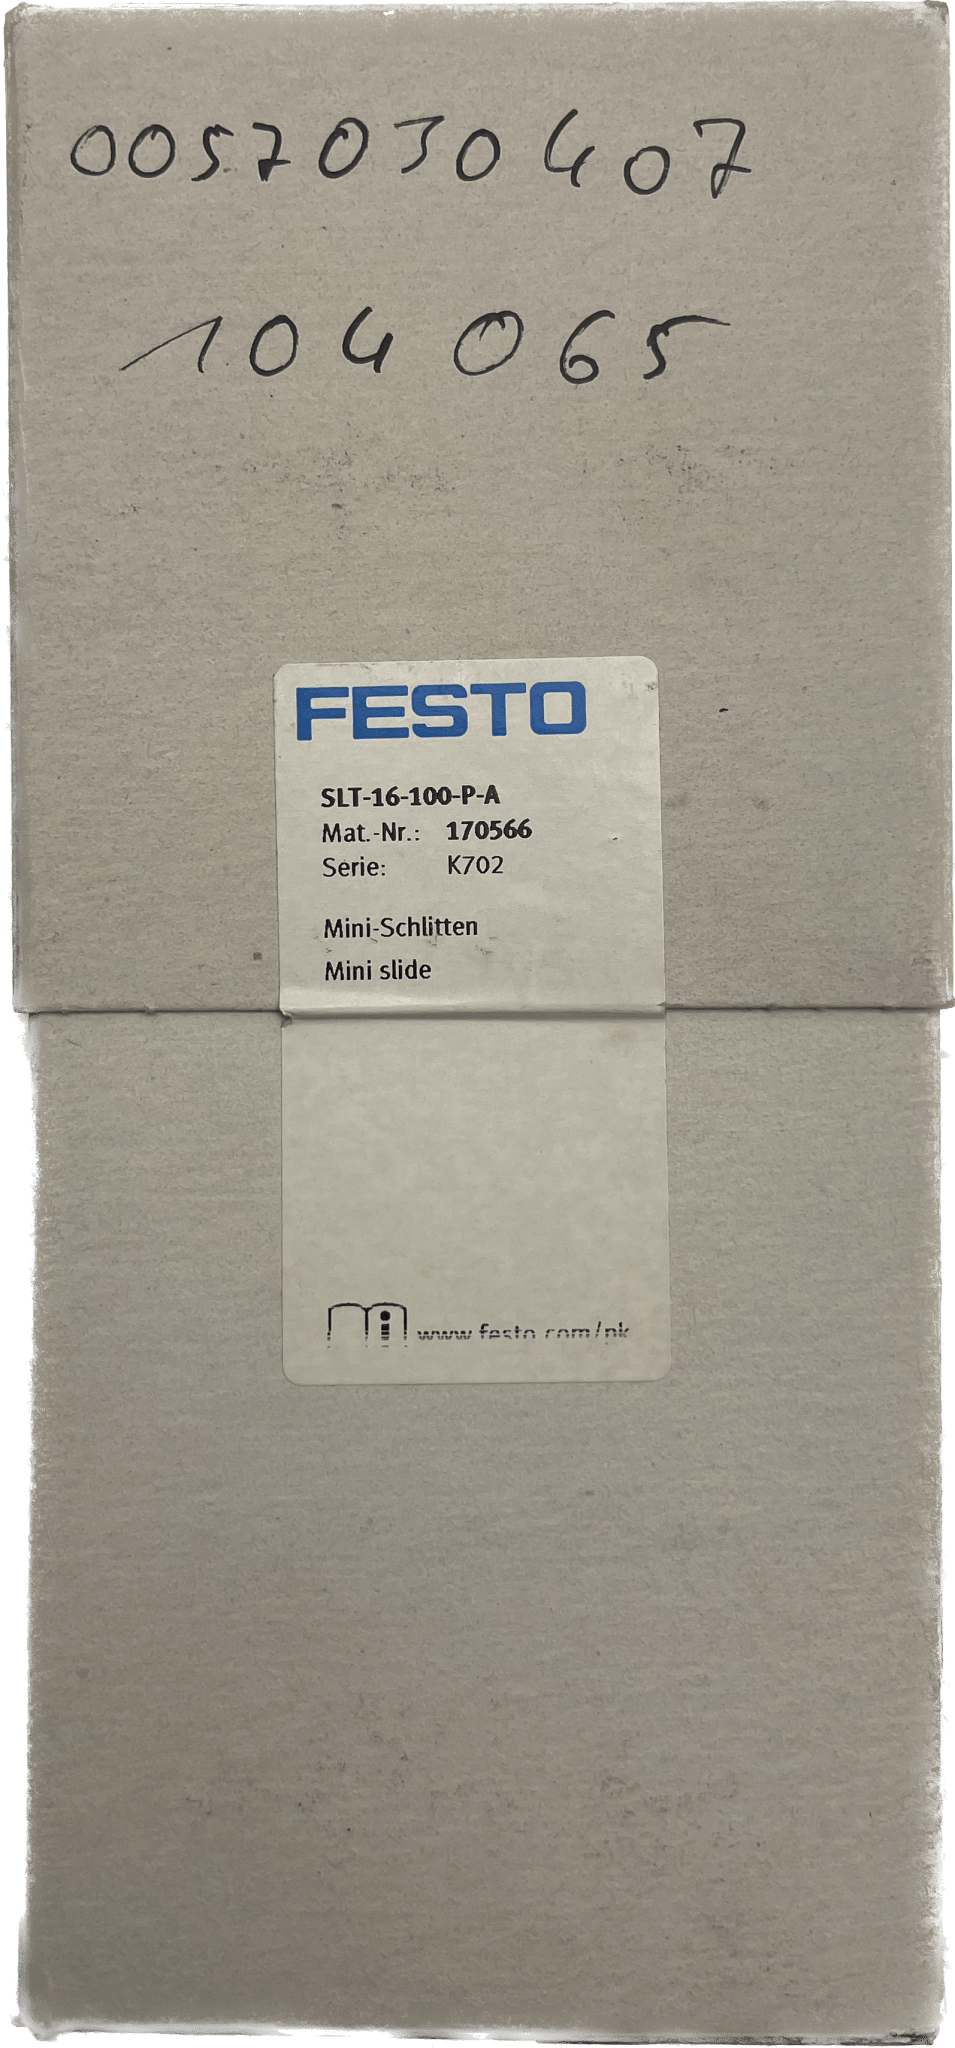 0057030407
104065
FESTO
SLT-16-100-P-A
Mat.-Nr.: 170566
Serie: K702
Mini-Schlitten
Mini slide
i www.festo.com/pk